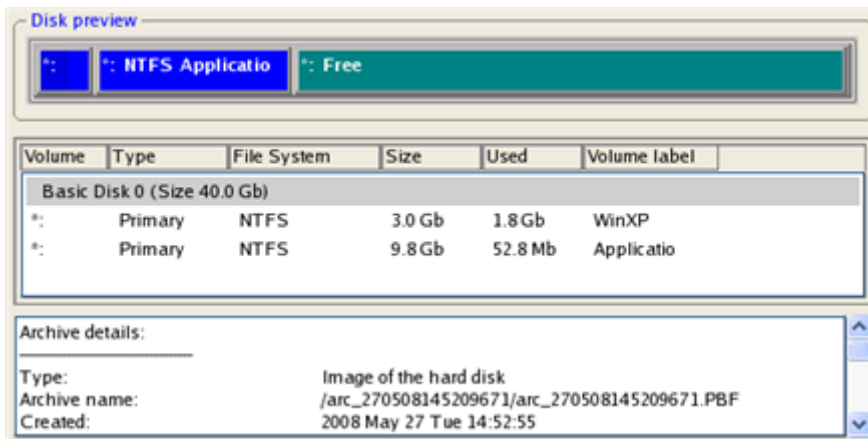 Disk preview
*: *: NTFS Applicatio *: Free
Volume Type File System Size Used Volume label
Basic Disk 0 (Size 40.0 Gb)
*: Primary NTFS 3.0 Gb 1.8 Gb WinXP
*: Primary NTFS 9.8 Gb 52.8 Mb Applicatio
Archive details:
------------------------------------
Type: Image of the hard disk
Archive name: /arc_270508145209671/arc_270508145209671.PBF
Created: 2008 May 27 Tue 14:52:55